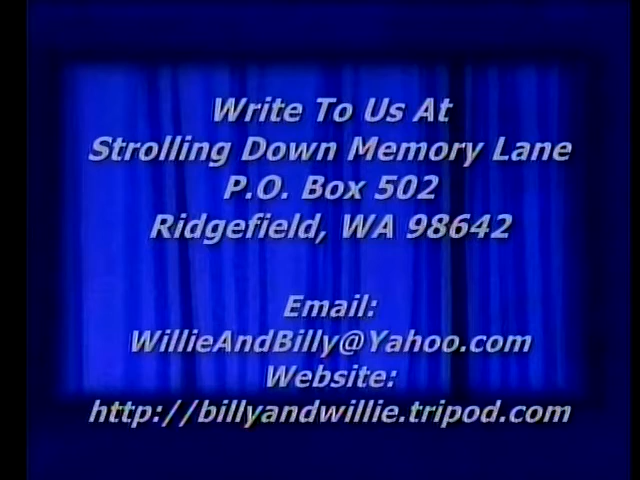 Write To Us At
Strolling Down Memory Lane
P.O. Box 502
Ridgefield, WA 98642
Email:
WillieAndBilly@Yahoo.com
Website:
http://billyandwillie.tripod.com